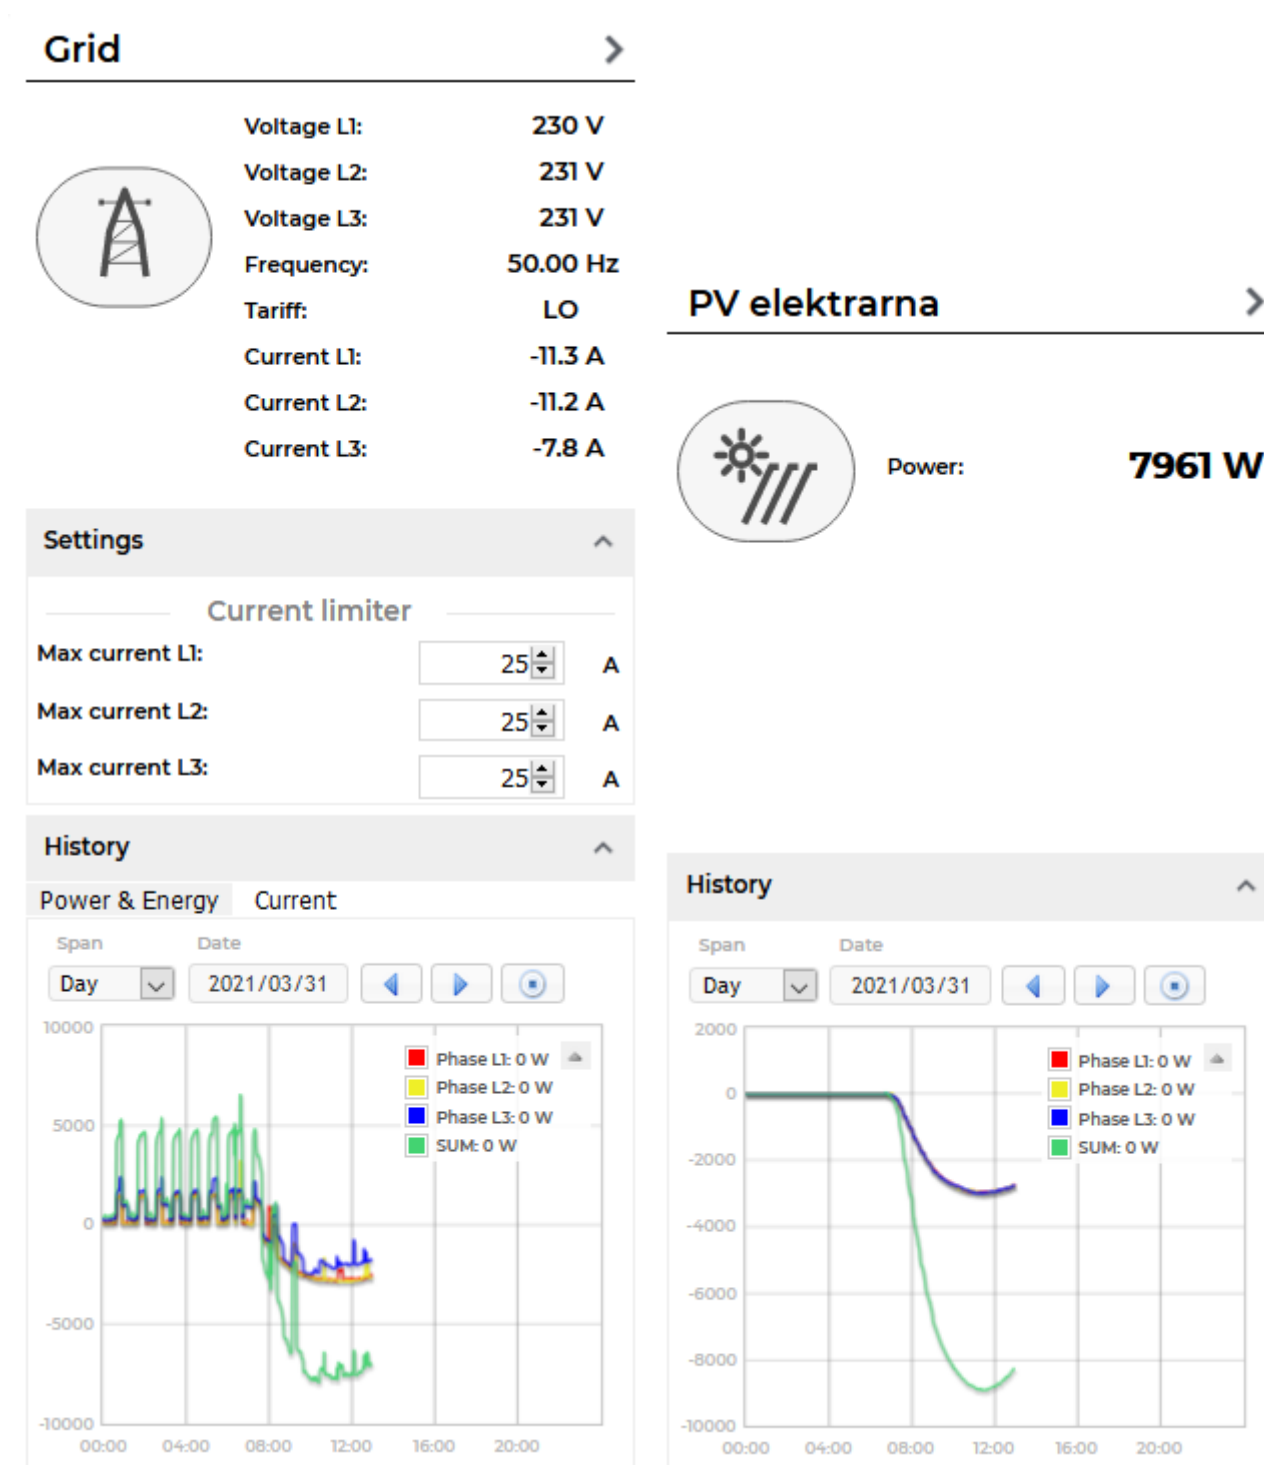 Grid
Voltage L1: 230 V
Voltage L2: 231 V
Voltage L3: 231 V
Frequency: 50.00 Hz
Tariff: LO
Current L1: -11.3 A
Current L2: -11.2 A
Current L3: -7.8 A
Settings
Current limiter
Max current L1: 25 A
Max current L2: 25 A
Max current L3: 25 A
History
Power & Energy Current
Span Date
Day 2021/03/31
10000
5000
0
-5000
-10000
Phase L1: 0 W
Phase L2: 0 W
Phase L3: 0 W
SUM: 0 W
00:00 04:00 08:00 12:00 16:00 20:00
PV elektrarna
Power: 7961 W
History
Span Date
Day 2021/03/31
2000
0
-2000
-4000
-6000
-8000
-10000
Phase L1: 0 W
Phase L2: 0 W
Phase L3: 0 W
SUM: 0 W
00:00 04:00 08:00 12:00 16:00 20:00